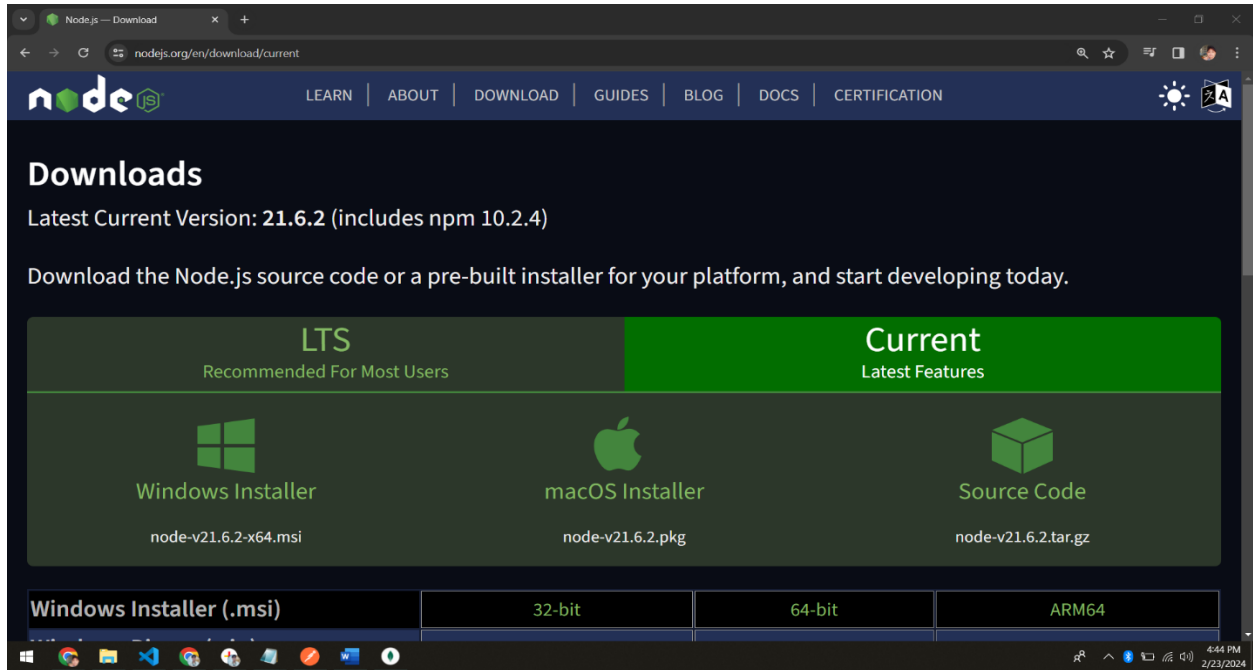 Node.js — Download
nodejs.org/en/download/current
node JS
LEARN | ABOUT | DOWNLOAD | GUIDES | BLOG | DOCS | CERTIFICATION
Downloads
Latest Current Version: 21.6.2 (includes npm 10.2.4)
Download the Node.js source code or a pre-built installer for your platform, and start developing today.
LTS Current
Recommended For Most Users Latest Features
Windows Installer macOS Installer Source Code
node-v21.6.2-x64.msi node-v21.6.2.pkg node-v21.6.2.tar.gz
Windows Installer (.msi) 32-bit 64-bit ARM64
4:44 PM
2/23/2024